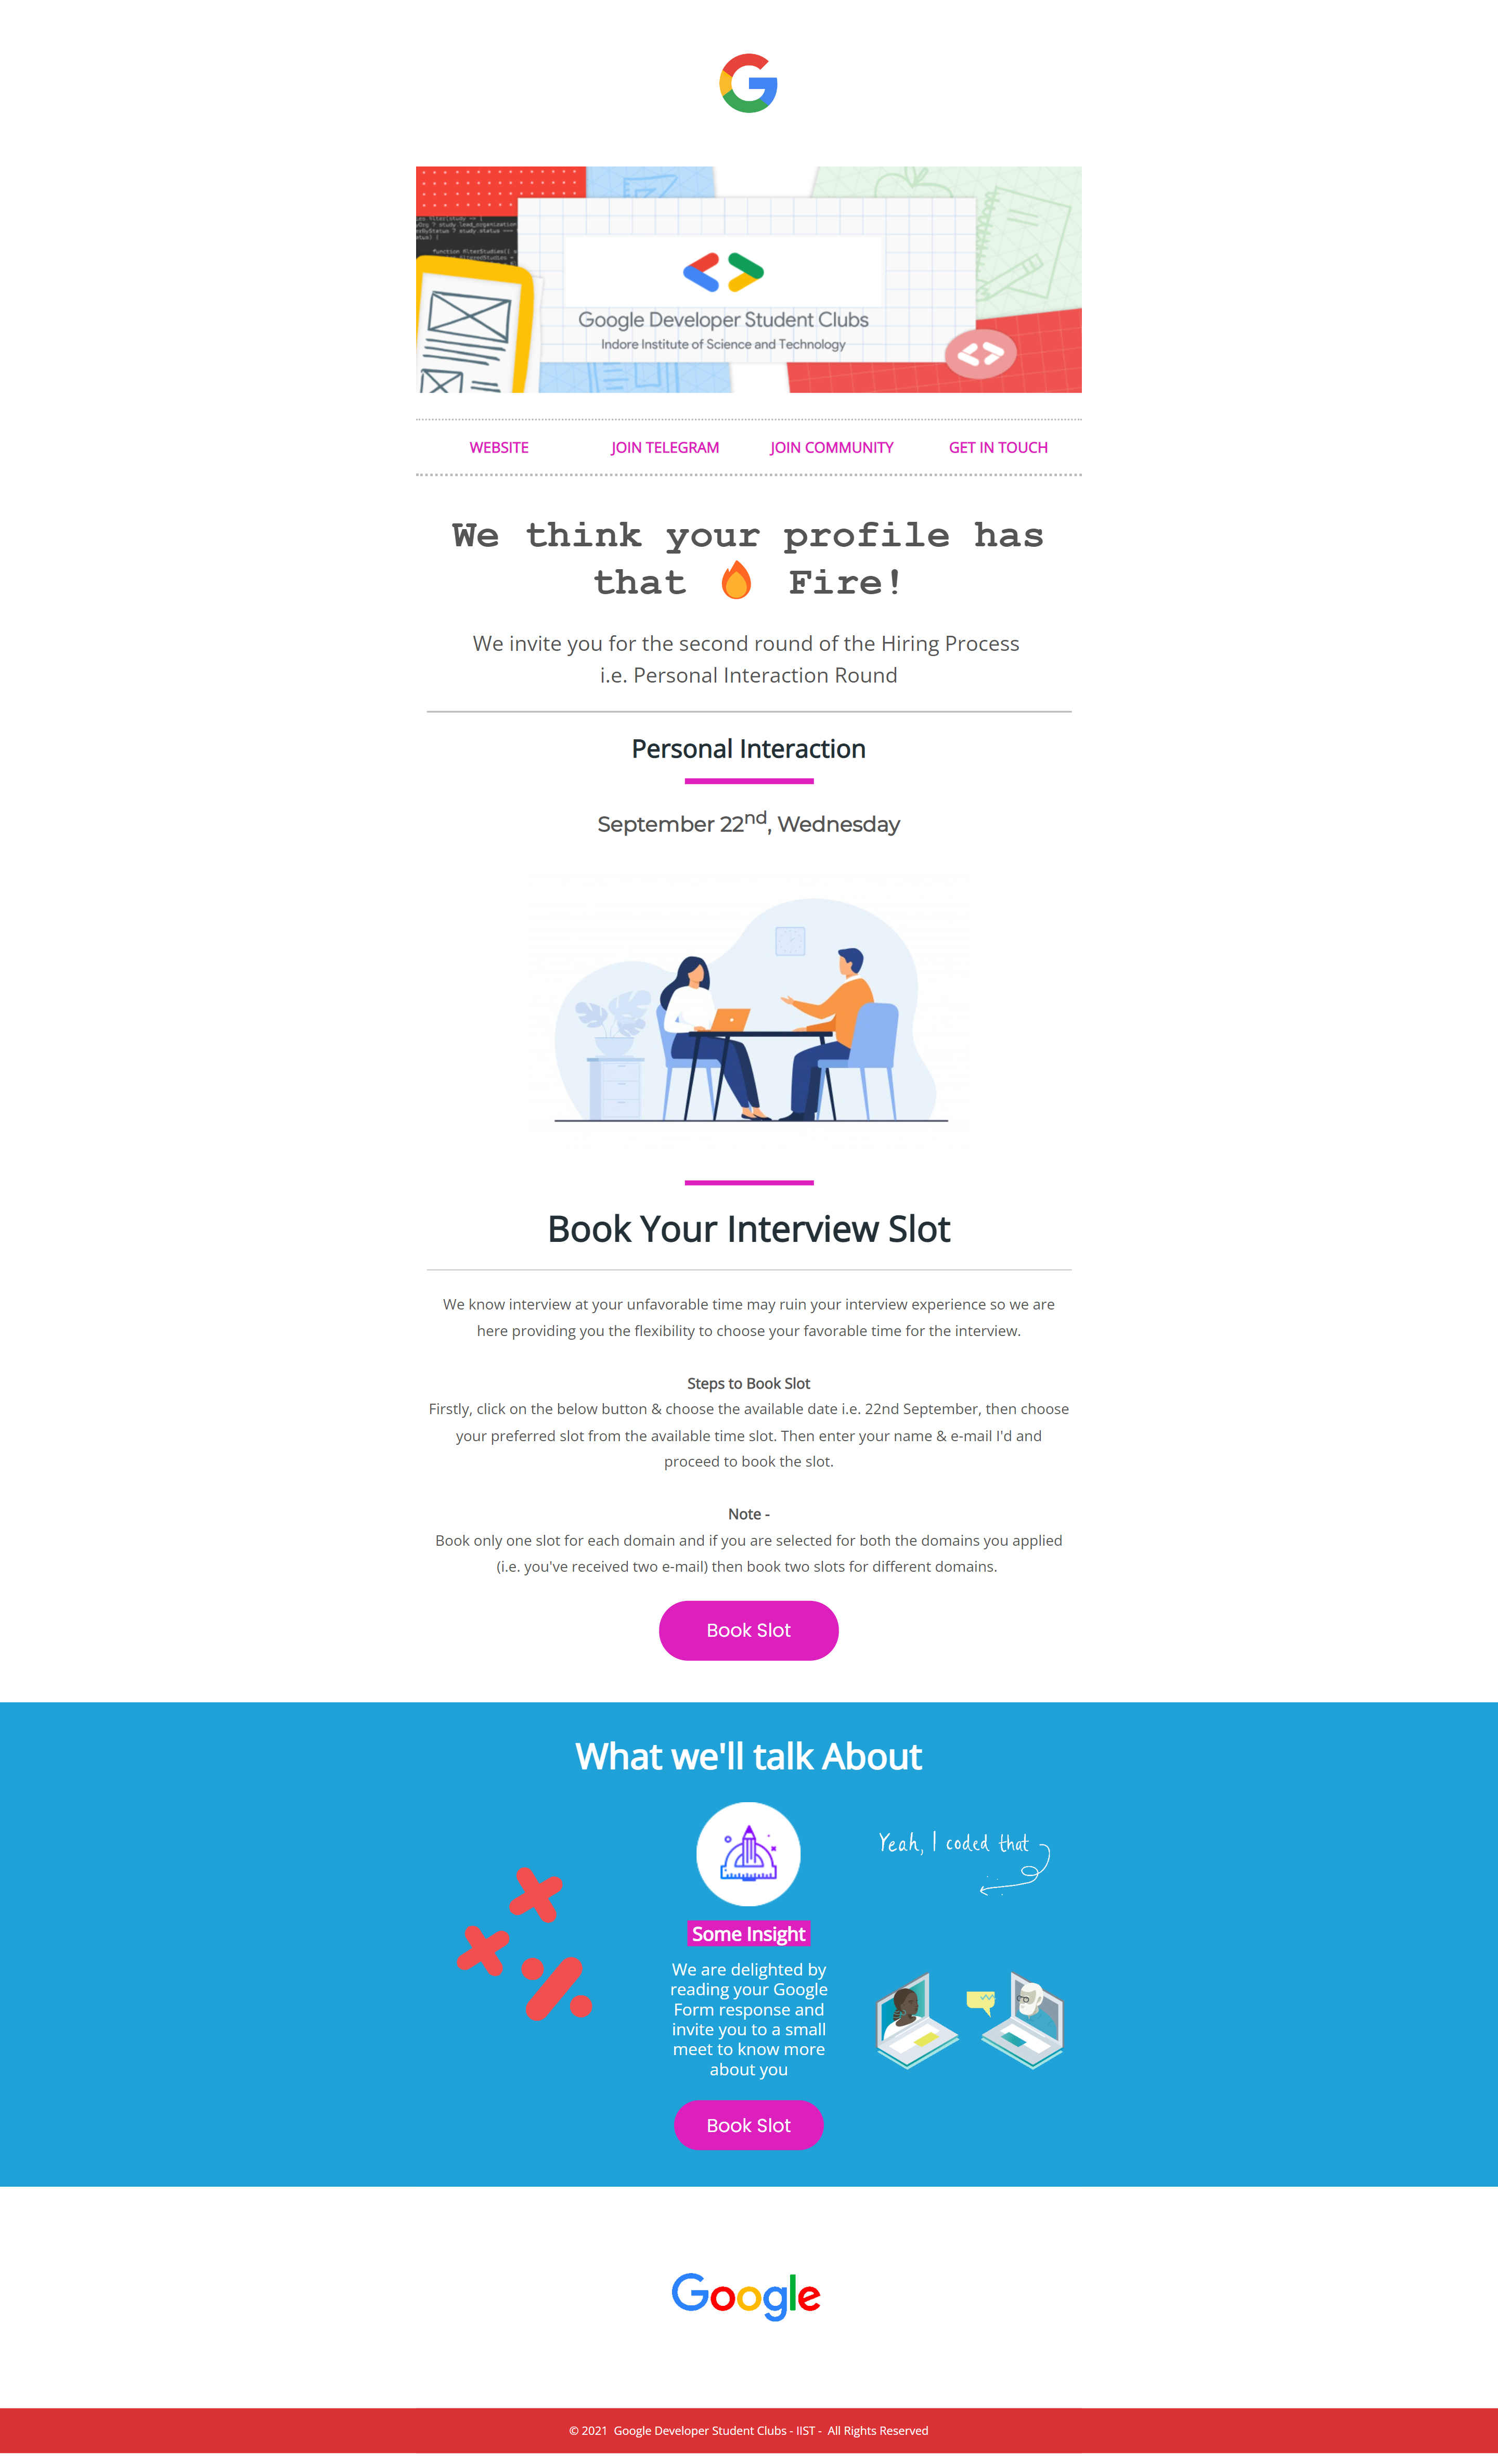 Google Developer Student Clubs
Indore Institute of Science and Technology
WEBSITE JOIN TELEGRAM JOIN COMMUNITY GET IN TOUCH
We think your profile has
that 🔥 Fire!
We invite you for the second round of the Hiring Process
i.e. Personal Interaction Round
Personal Interaction
September 22nd, Wednesday
Book Your Interview Slot
We know interview at your unfavorable time may ruin your interview experience so we are
here providing you the flexibility to choose your favorable time for the interview.
Steps to Book Slot
Firstly, click on the below button & choose the available date i.e. 22nd September, then choose
your preferred slot from the available time slot. Then enter your name & e-mail I'd and
proceed to book the slot.
Note -
Book only one slot for each domain and if you are selected for both the domains you applied
(i.e. you've received two e-mail) then book two slots for different domains.
Book Slot
What we'll talk About
Yeah, I coded that
Some Insight
We are delighted by
reading your Google
Form response and
invite you to a small
meet to know more
about you
Book Slot
Google
© 2021 Google Developer Student Clubs - IIST - All Rights Reserved